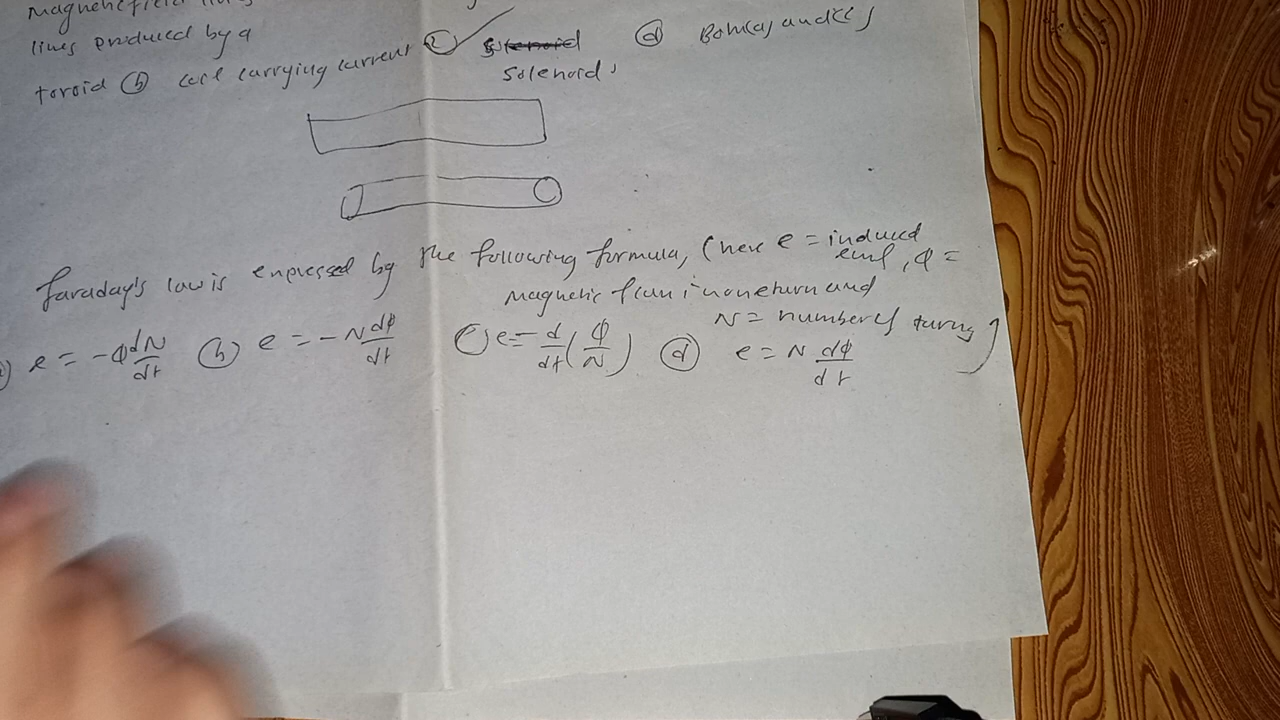 lines produced by a
toroid (b) coil carrying current (c) solenoid (d) Both (a) and (c)
solenoid,
Faraday's law is expressed by the following formula, (here e = induced
emf, φ =
magnetic flux in one turn and
N = number of turns)
e = -φ dN/dt (b) e = -N dφ/dt (c) e = -d/dt (φ/N) (d) e = N dφ/dt